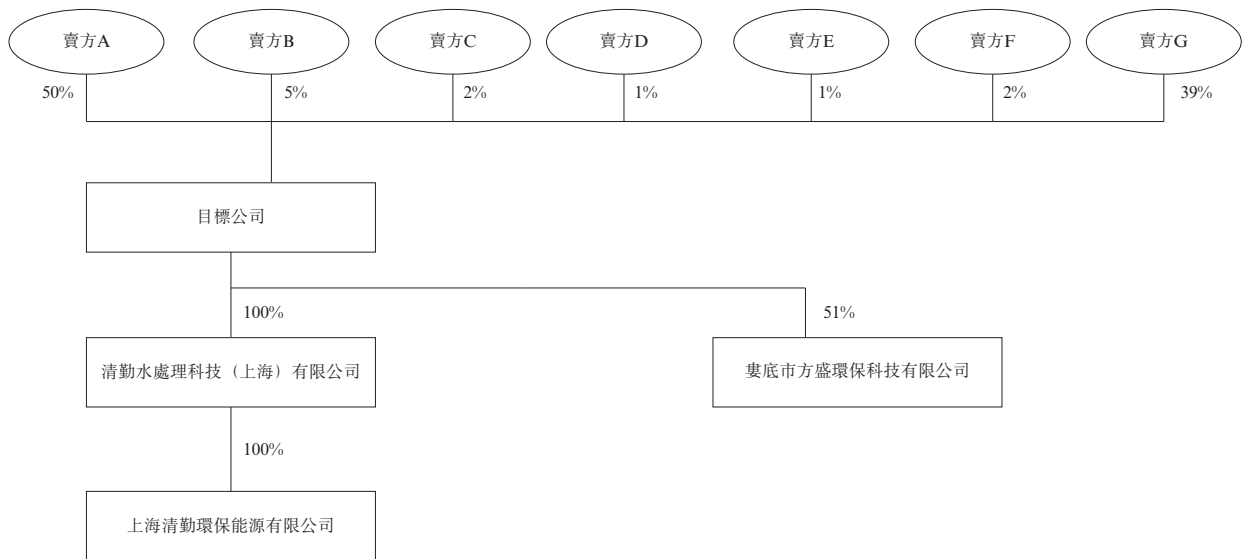 賣方A
賣方B
賣方C
賣方D
賣方E
賣方F
賣方G
50%
5%
2%
1%
1%
2%
39%
目標公司
100%
51%
清勤水處理科技（上海）有限公司
婁底市方盛環保科技有限公司
100%
上海清勤環保能源有限公司